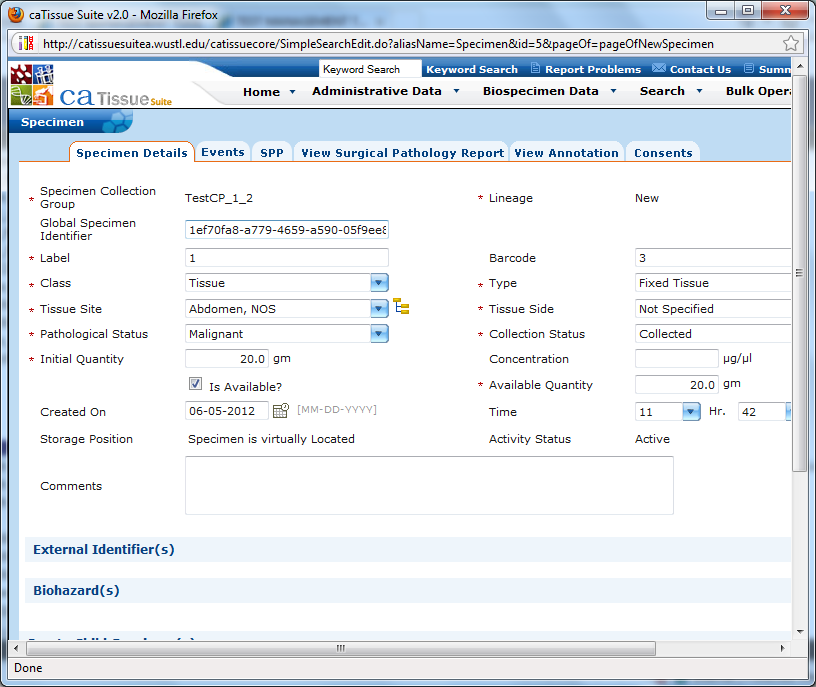 caTissue Suite v2.0 - Mozilla Firefox
http://catissuesuitea.wustl.edu/catissuecore/SimpleSearchEdit.do?aliasName=Specimen&id=5&pageOf=pageOfNewSpecimen
Keyword Search Keyword Search Report Problems Contact Us Summ
caTissue Suite
Home Administrative Data Biospecimen Data Search Bulk Oper
Specimen
Specimen Details Events SPP View Surgical Pathology Report View Annotation Consents
* Specimen Collection Group TestCP_1_2 * Lineage New
Global Specimen Identifier 1ef70fa8-a779-4659-a590-05f9ee8
* Label 1 Barcode 3
* Class Tissue * Type Fixed Tissue
* Tissue Site Abdomen, NOS * Tissue Side Not Specified
* Pathological Status Malignant * Collection Status Collected
* Initial Quantity 20.0 gm Concentration µg/µl
Is Available? * Available Quantity 20.0 gm
Created On 06-05-2012 [MM-DD-YYYY] Time 11 Hr. 42
Storage Position Specimen is virtually Located Activity Status Active
Comments
External Identifier(s)
Biohazard(s)
Done